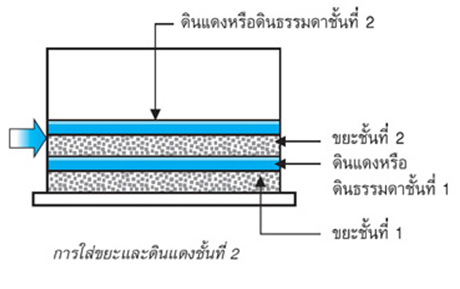 ดินแดงหรือดินธรรมดาชั้นที่ 2
ขยะชั้นที่ 2
ดินแดงหรือ
ดินธรรมดาชั้นที่ 1
ขยะชั้นที่ 1
การใส่ขยะและดินแดงชั้นที่ 2